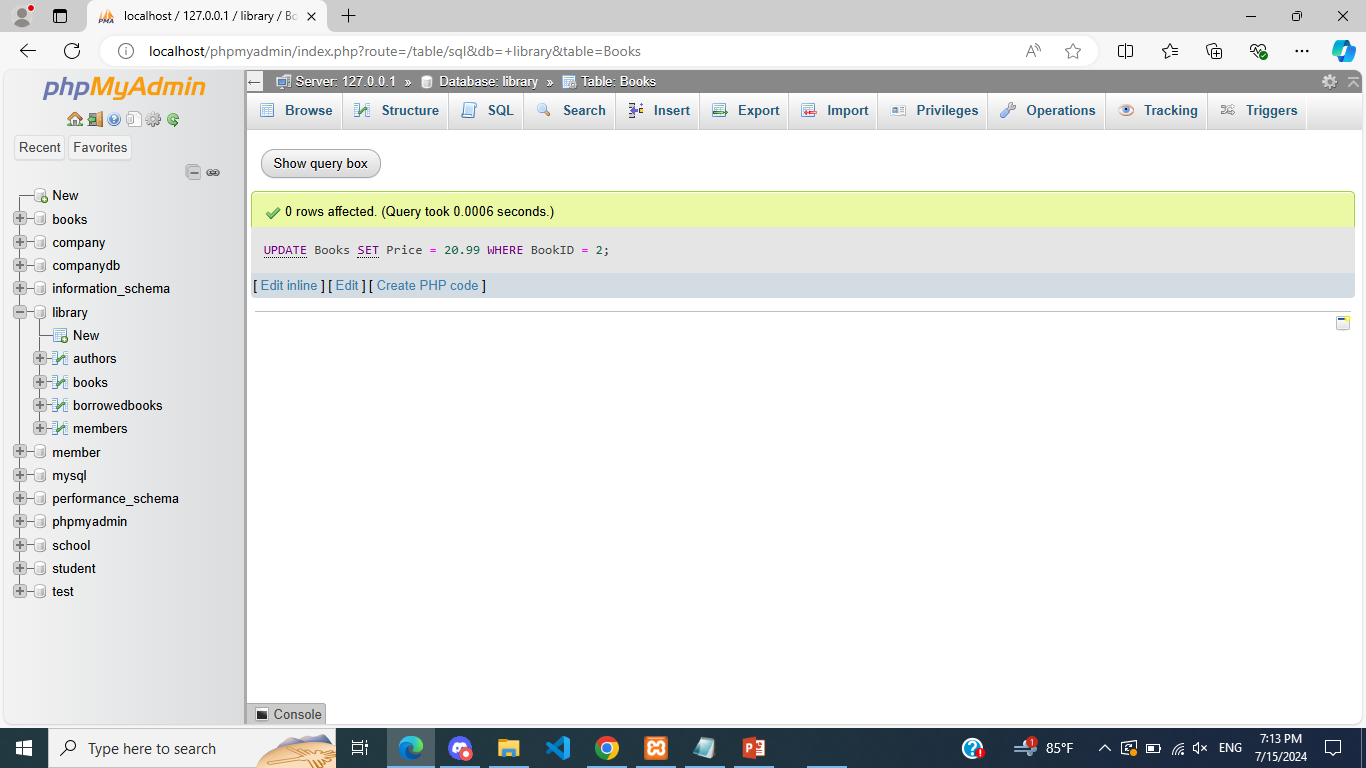 localhost / 127.0.0.1 / library / Bo
localhost/phpmyadmin/index.php?route=/table/sql&db=+library&table=Books
phpMyAdmin
Recent
Favorites
New
books
company
companydb
information_schema
library
New
authors
books
borrowedbooks
members
member
mysql
performance_schema
phpmyadmin
school
student
test
Server: 127.0.0.1 » Database: library » Table: Books
Browse Structure SQL Search Insert Export Import Privileges Operations Tracking Triggers
Show query box
0 rows affected. (Query took 0.0006 seconds.)
UPDATE Books SET Price = 20.99 WHERE BookID = 2;
[ Edit inline ] [ Edit ] [ Create PHP code ]
Console
Type here to search
85°F
ENG
7:13 PM
7/15/2024